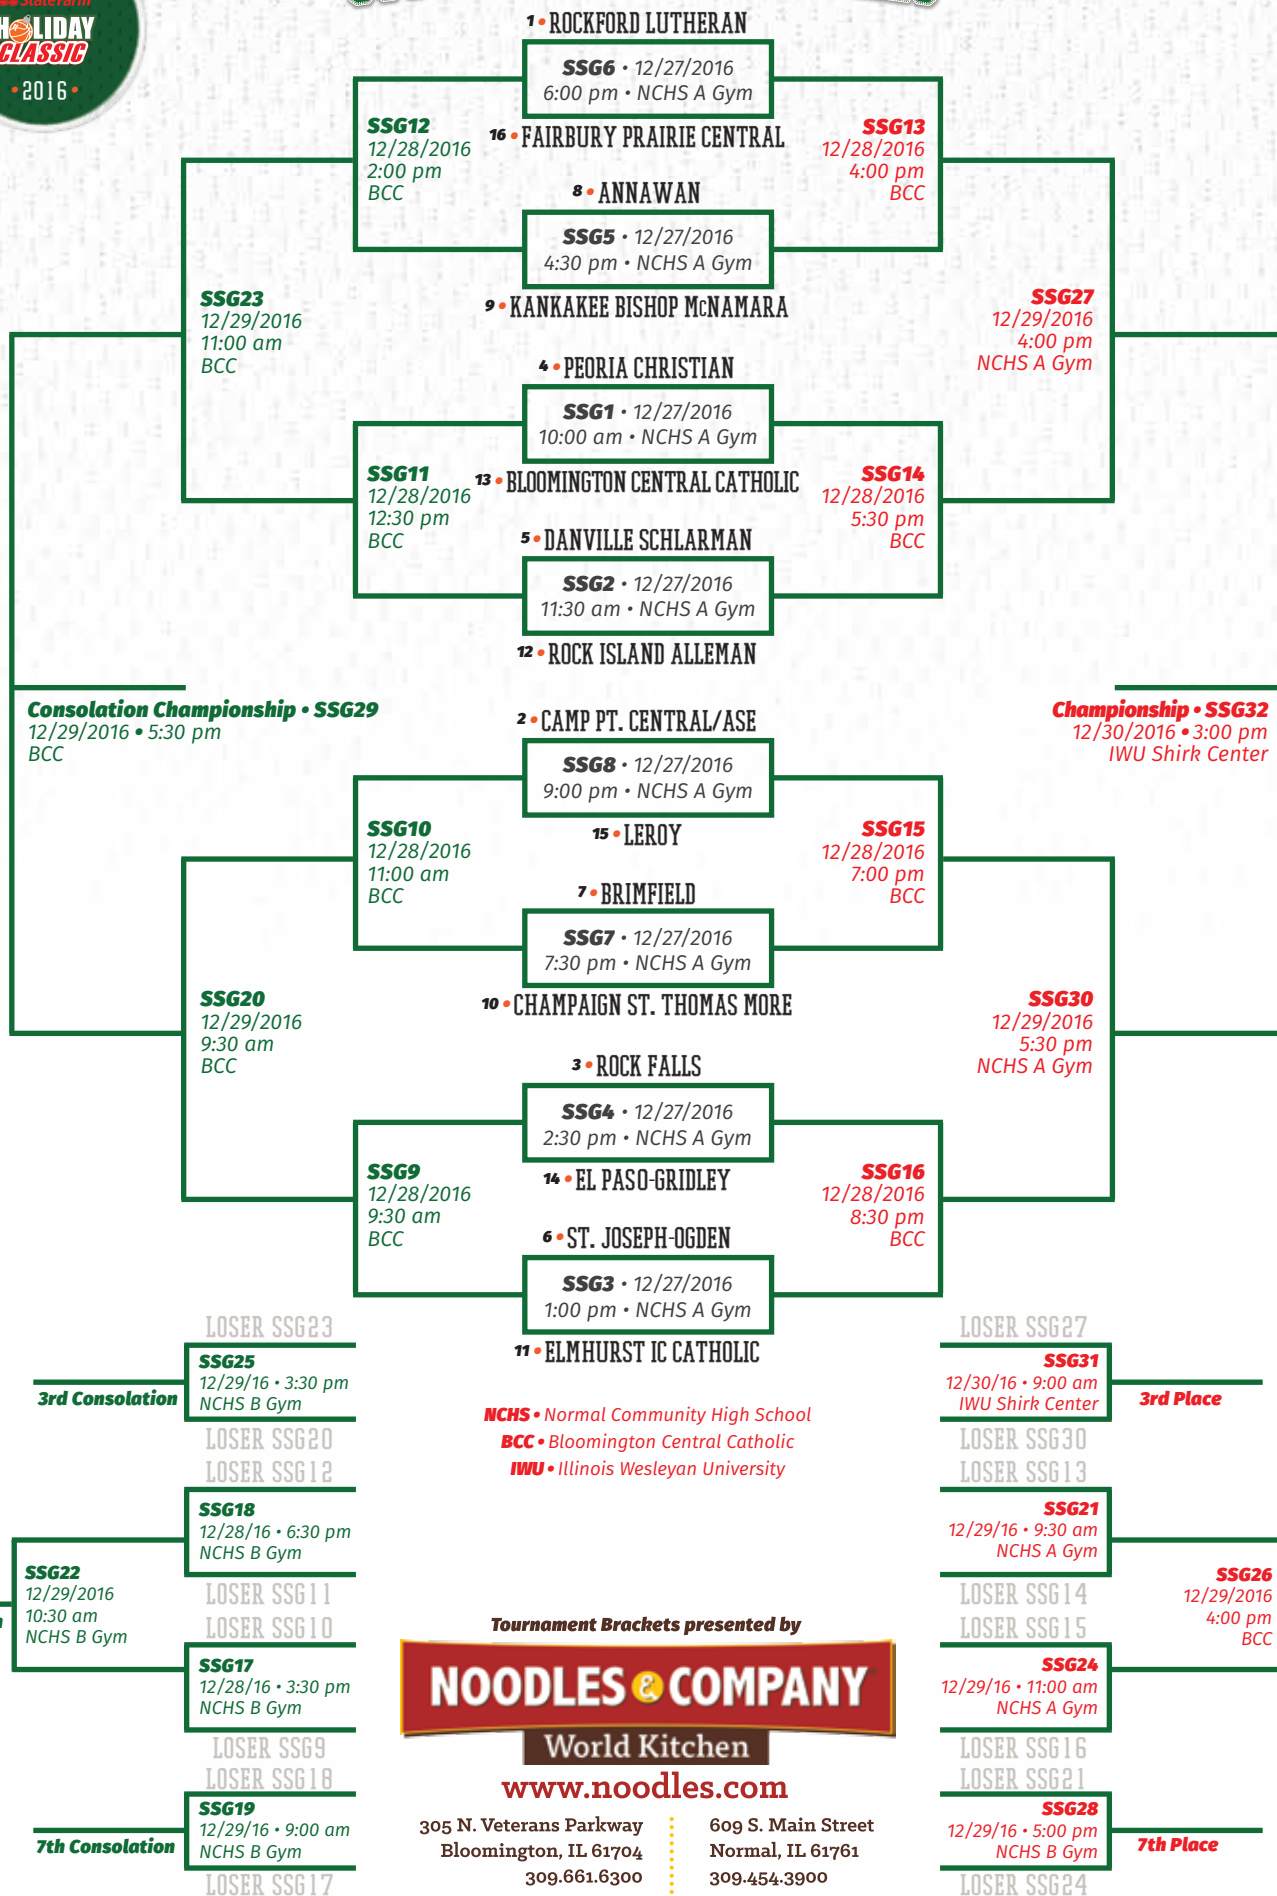 StateFarm
HOLIDAY
CLASSIC
• 2016 •
1 • ROCKFORD LUTHERAN
SSG6 • 12/27/2016
6:00 pm • NCHS A Gym
16 • FAIRBURY PRAIRIE CENTRAL
SSG12
12/28/2016
2:00 pm
BCC
SSG13
12/28/2016
4:00 pm
BCC
8 • ANNAWAN
SSG5 • 12/27/2016
4:30 pm • NCHS A Gym
9 • KANKAKEE BISHOP McNAMARA
SSG23
12/29/2016
11:00 am
BCC
SSG27
12/29/2016
4:00 pm
NCHS A Gym
4 • PEORIA CHRISTIAN
SSG1 • 12/27/2016
10:00 am • NCHS A Gym
13 • BLOOMINGTON CENTRAL CATHOLIC
SSG11
12/28/2016
12:30 pm
BCC
SSG14
12/28/2016
5:30 pm
BCC
5 • DANVILLE SCHLARMAN
SSG2 • 12/27/2016
11:30 am • NCHS A Gym
12 • ROCK ISLAND ALLEMAN
Consolation Championship • SSG29
12/29/2016 • 5:30 pm
BCC
Championship • SSG32
12/30/2016 • 3:00 pm
IWU Shirk Center
2 • CAMP PT. CENTRAL/ASE
SSG8 • 12/27/2016
9:00 pm • NCHS A Gym
15 • LEROY
SSG10
12/28/2016
11:00 am
BCC
SSG15
12/28/2016
7:00 pm
BCC
7 • BRIMFIELD
SSG7 • 12/27/2016
7:30 pm • NCHS A Gym
10 • CHAMPAIGN ST. THOMAS MORE
SSG20
12/29/2016
9:30 am
BCC
SSG30
12/29/2016
5:30 pm
NCHS A Gym
3 • ROCK FALLS
SSG4 • 12/27/2016
2:30 pm • NCHS A Gym
14 • EL PASO-GRIDLEY
SSG9
12/28/2016
9:30 am
BCC
SSG16
12/28/2016
8:30 pm
BCC
6 • ST. JOSEPH-OGDEN
SSG3 • 12/27/2016
1:00 pm • NCHS A Gym
11 • ELMHURST IC CATHOLIC
LOSER SSG23
SSG25
12/29/16 • 3:30 pm
NCHS B Gym
3rd Consolation
LOSER SSG20
LOSER SSG27
SSG31
12/30/16 • 9:00 am
IWU Shirk Center
3rd Place
LOSER SSG30
NCHS • Normal Community High School
BCC • Bloomington Central Catholic
IWU • Illinois Wesleyan University
LOSER SSG12
SSG18
12/28/16 • 6:30 pm
NCHS B Gym
LOSER SSG11
SSG22
12/29/2016
10:30 am
NCHS B Gym
LOSER SSG10
SSG17
12/28/16 • 3:30 pm
NCHS B Gym
LOSER SSG9
LOSER SSG13
SSG21
12/29/16 • 9:30 am
NCHS A Gym
LOSER SSG14
SSG26
12/29/2016
4:00 pm
BCC
LOSER SSG15
SSG24
12/29/16 • 11:00 am
NCHS A Gym
LOSER SSG16
LOSER SSG18
SSG19
12/29/16 • 9:00 am
NCHS B Gym
7th Consolation
LOSER SSG17
LOSER SSG21
SSG28
12/29/16 • 5:00 pm
NCHS B Gym
7th Place
LOSER SSG24
Tournament Brackets presented by
NOODLES & COMPANY
World Kitchen
www.noodles.com
305 N. Veterans Parkway
Bloomington, IL 61704
309.661.6300
609 S. Main Street
Normal, IL 61761
309.454.3900